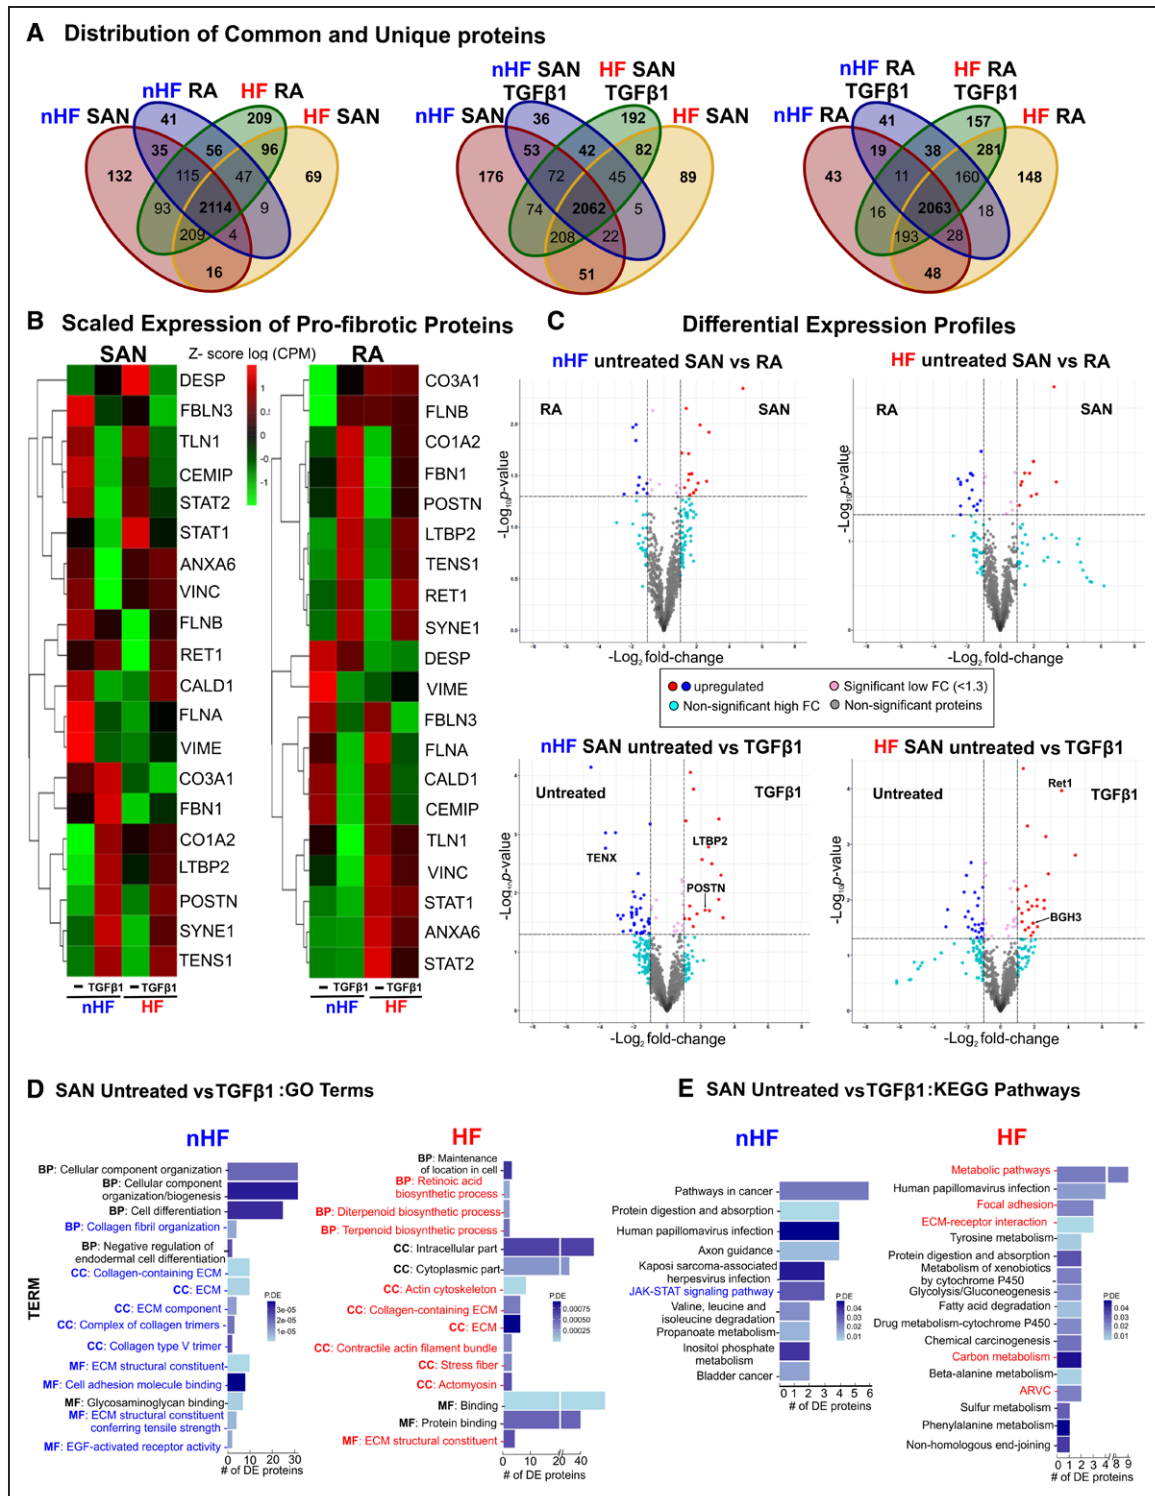 A Distribution of Common and Unique proteins
nHF SAN
nHF RA
HF RA
HF SAN
41
209
35
56
96
132
115
47
69
93
2114
9
209
4
16
nHF SAN
nHF SAN
TGFβ1
HF SAN
TGFβ1
HF SAN
36
192
53
42
82
176
72
45
89
74
2062
5
208
22
51
nHF RA
nHF RA
TGFβ1
HF RA
TGFβ1
HF RA
41
157
19
38
281
43
11
160
148
16
2063
18
193
28
48
B Scaled Expression of Pro-fibrotic Proteins
SAN
Z- score log (CPM)
RA
1
0
-1
DESP
FBLN3
TLN1
CEMIP
STAT2
STAT1
ANXA6
VINC
FLNB
RET1
CALD1
FLNA
VIME
CO3A1
FBN1
CO1A2
LTBP2
POSTN
SYNE1
TENS1
– TGFβ1 – TGFβ1
nHF HF
CO3A1
FLNB
CO1A2
FBN1
POSTN
LTBP2
TENS1
RET1
SYNE1
DESP
VIME
FBLN3
FLNA
CALD1
CEMIP
TLN1
VINC
STAT1
ANXA6
STAT2
– TGFβ1 – TGFβ1
nHF HF
C Differential Expression Profiles
nHF untreated SAN vs RA
RA
SAN
-Log10p-value
-Log2 fold-change
HF untreated SAN vs RA
RA
SAN
-Log10p-value
-Log2 fold-change
upregulated
Significant low FC (<1.3)
Non-significant high FC
Non-significant proteins
nHF SAN untreated vs TGFβ1
Untreated
TGFβ1
TENX
LTBP2
POSTN
-Log10p-value
-Log2 fold-change
HF SAN untreated vs TGFβ1
Ret1
Untreated
TGFβ1
BGH3
-Log10p-value
-Log2 fold-change
D SAN Untreated vs TGFβ1 :GO Terms
nHF
TERM
BP: Cellular component organization
BP: Cellular component
organization/biogenesis
BP: Cell differentiation
BP: Collagen fibril organization
BP: Negative regulation of
endodermal cell differentiation
CC: Collagen-containing ECM
CC: ECM
CC: ECM component
CC: Complex of collagen trimers
CC: Collagen type V trimer
MF: ECM structural constituent
MF: Cell adhesion molecule binding
MF: Glycosaminoglycan binding
MF: ECM structural constituent
conferring tensile strength
MF: EGF-activated receptor activity
P.DE
3e-05
2e-05
1e-05
0 10 20 30
# of DE proteins
HF
BP: Maintenance
of location in cell
BP: Retinoic acid
biosynthetic process
BP: Diterpenoid biosynthetic process
BP: Terpenoid biosynthetic process
CC: Intracellular part
CC: Cytoplasmic part
CC: Actin cytoskeleton
CC: Collagen-containing ECM
CC: ECM
CC: Contractile actin filament bundle
CC: Stress fiber
CC: Actomyosin
MF: Binding
MF: Protein binding
MF: ECM structural constituent
P.DE
0.00075
0.00050
0.00025
0 10 20 40
# of DE proteins
E SAN Untreated vs TGFβ1:KEGG Pathways
nHF
Pathways in cancer
Protein digestion and absorption
Human papillomavirus infection
Axon guidance
Kaposi sarcoma-associated
herpesvirus infection
JAK-STAT signaling pathway
Valine, leucine and
isoleucine degradation
Propanoate metabolism
Inositol phosphate
metabolism
Bladder cancer
P.DE
0.04
0.03
0.02
0.01
0 1 2 3 4 5 6
# of DE proteins
HF
Metabolic pathways
Human papillomavirus infection
Focal adhesion
ECM-receptor interaction
Tyrosine metabolism
Protein digestion and absorption
Metabolism of xenobiotics
by cytochrome P450
Glycolysis/Gluconeogenesis
Fatty acid degradation
Drug metabolism-cytochrome P450
Chemical carcinogenesis
Carbon metabolism
Beta-alanine metabolism
ARVC
Sulfur metabolism
Phenylalanine metabolism
Non-homologous end-joining
P.DE
0.04
0.03
0.02
0.01
0 1 2 3 4 8 9
# of DE proteins